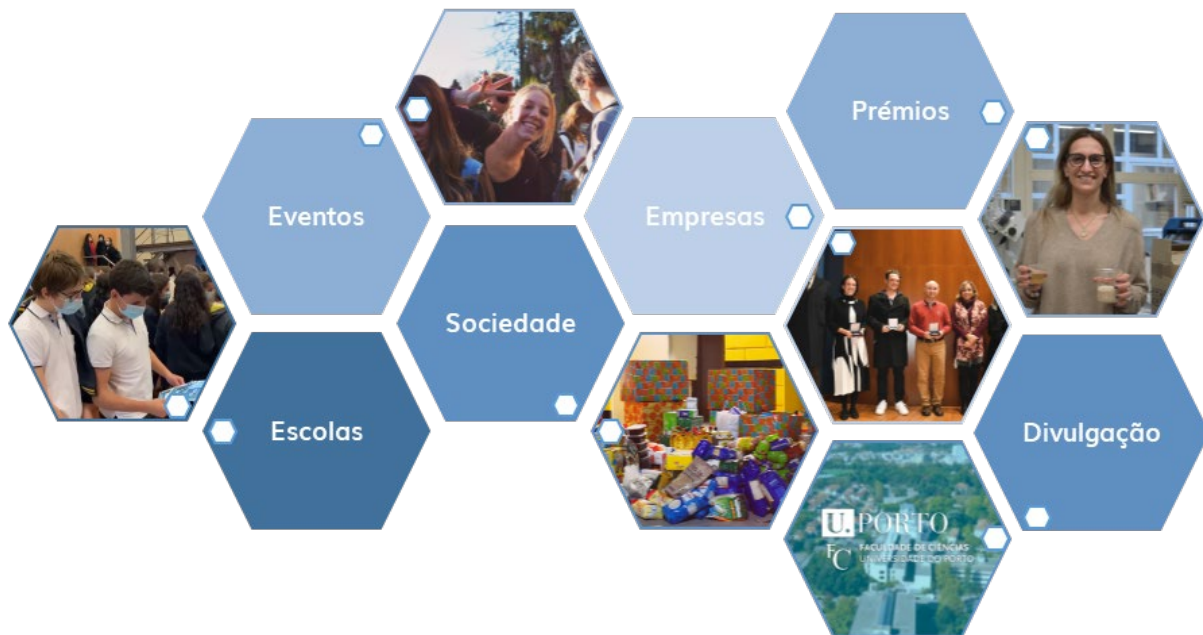 Prémios
Eventos
Empresas
Sociedade
Escolas
Divulgação
U. PORTO
FC FACULDADE DE CIÊNCIAS
UNIVERSIDADE DO PORTO